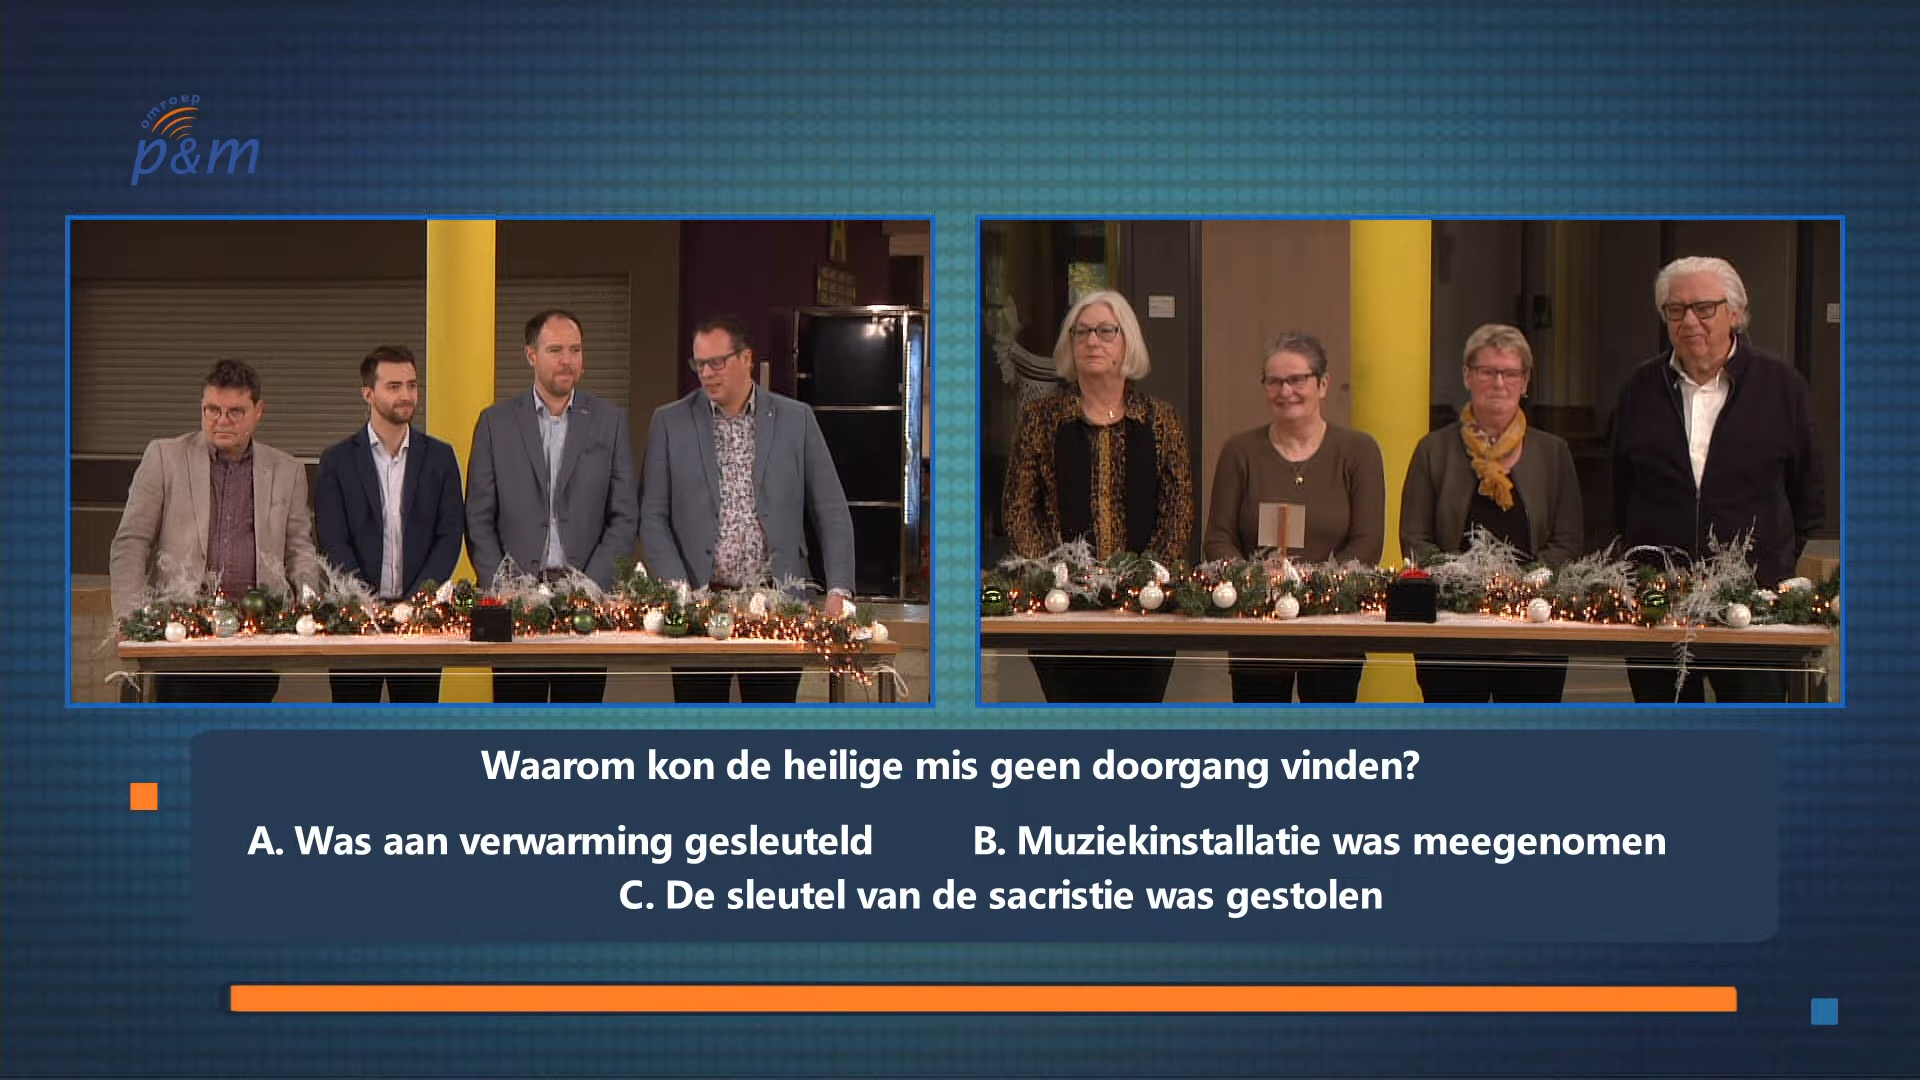 omroep
p&m
Waarom kon de heilige mis geen doorgang vinden?
A. Was aan verwarming gesleuteld
B. Muziekinstallatie was meegenomen
C. De sleutel van de sacristie was gestolen